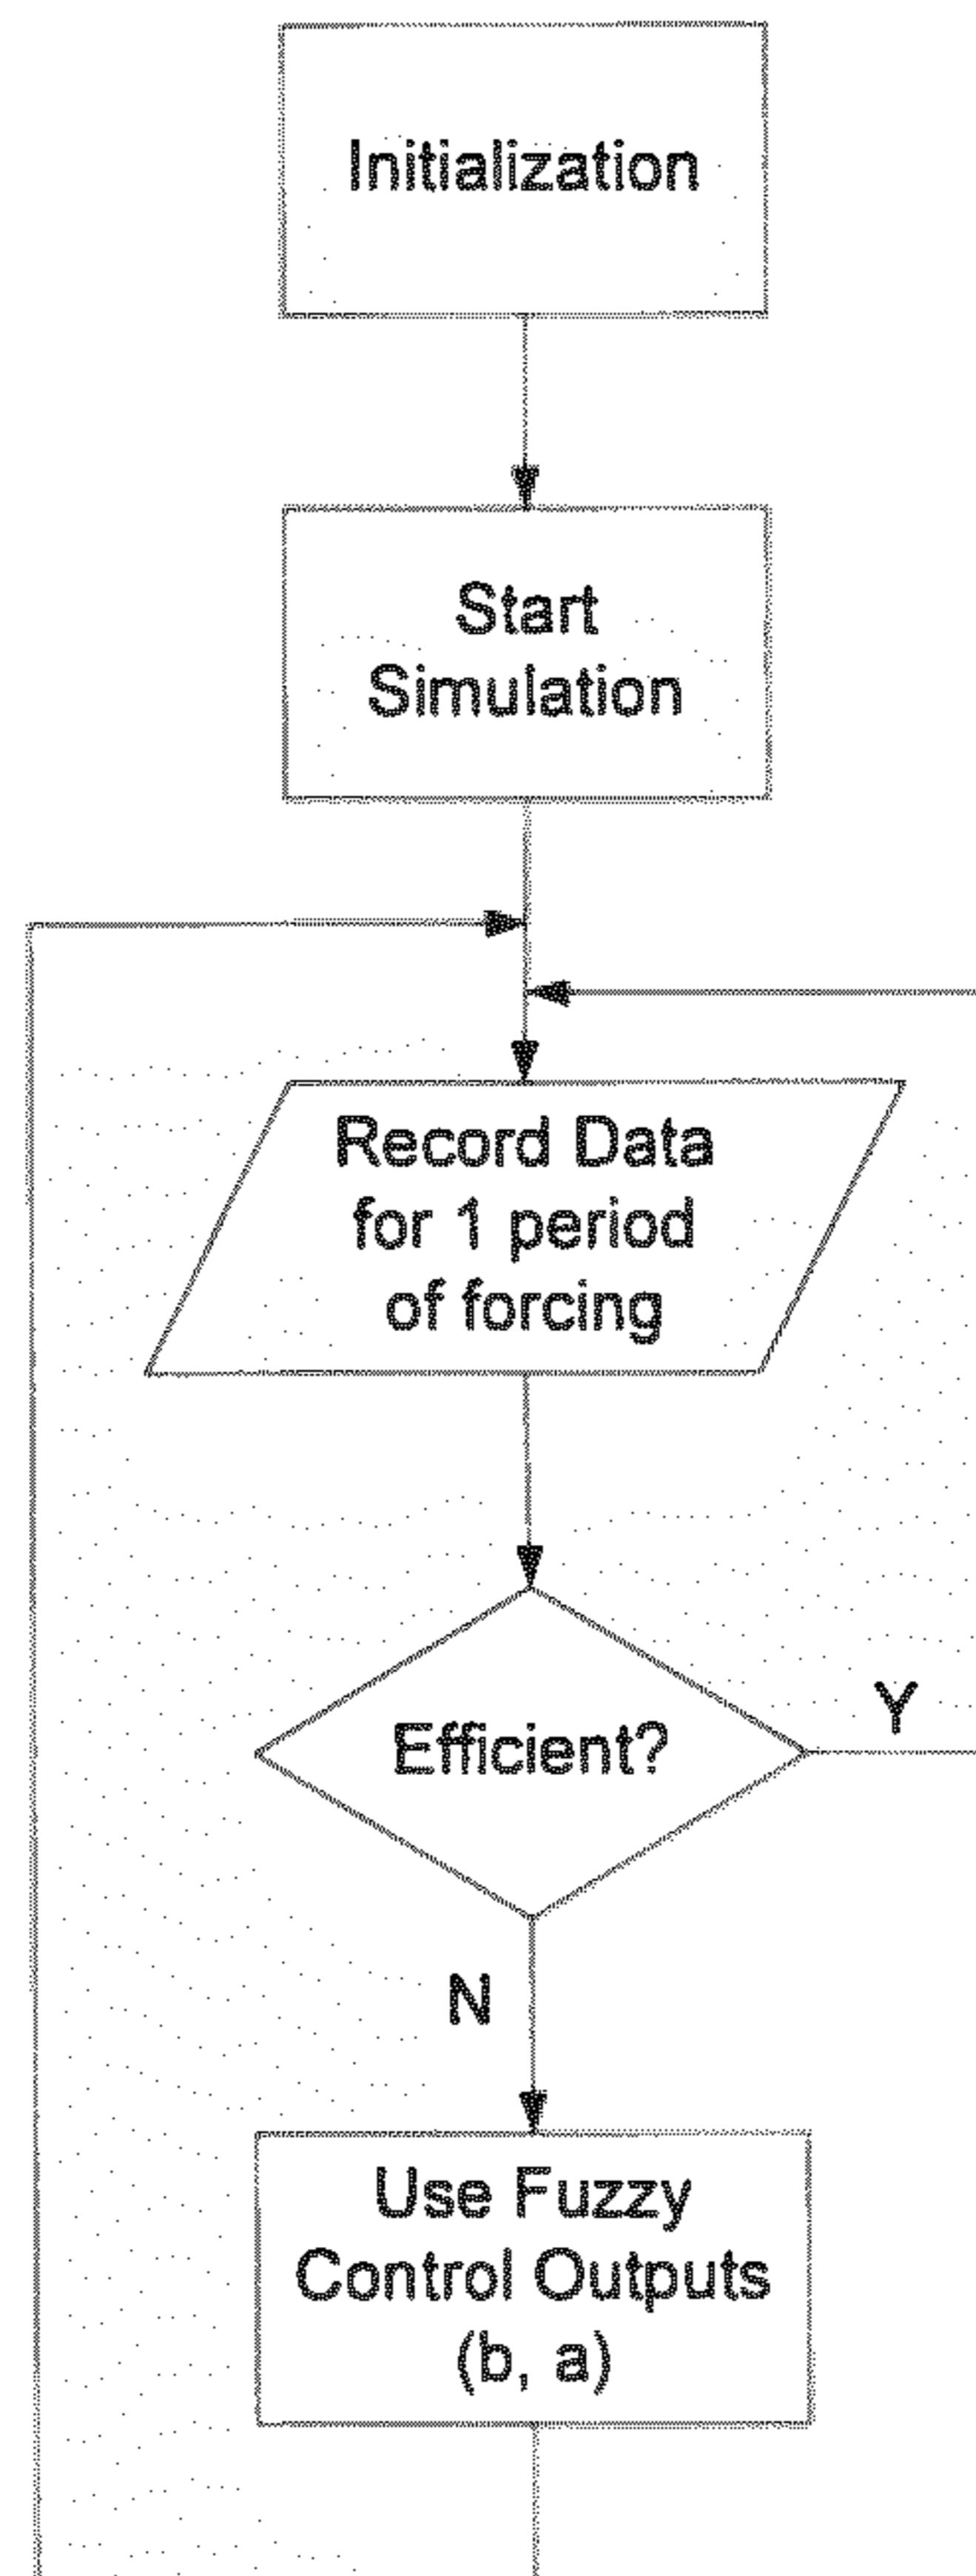 Initialization
Start
Simulation
Record Data
for 1 period
of forcing
Efficient?
Y
N
Use Fuzzy
Control Outputs
(b, a)